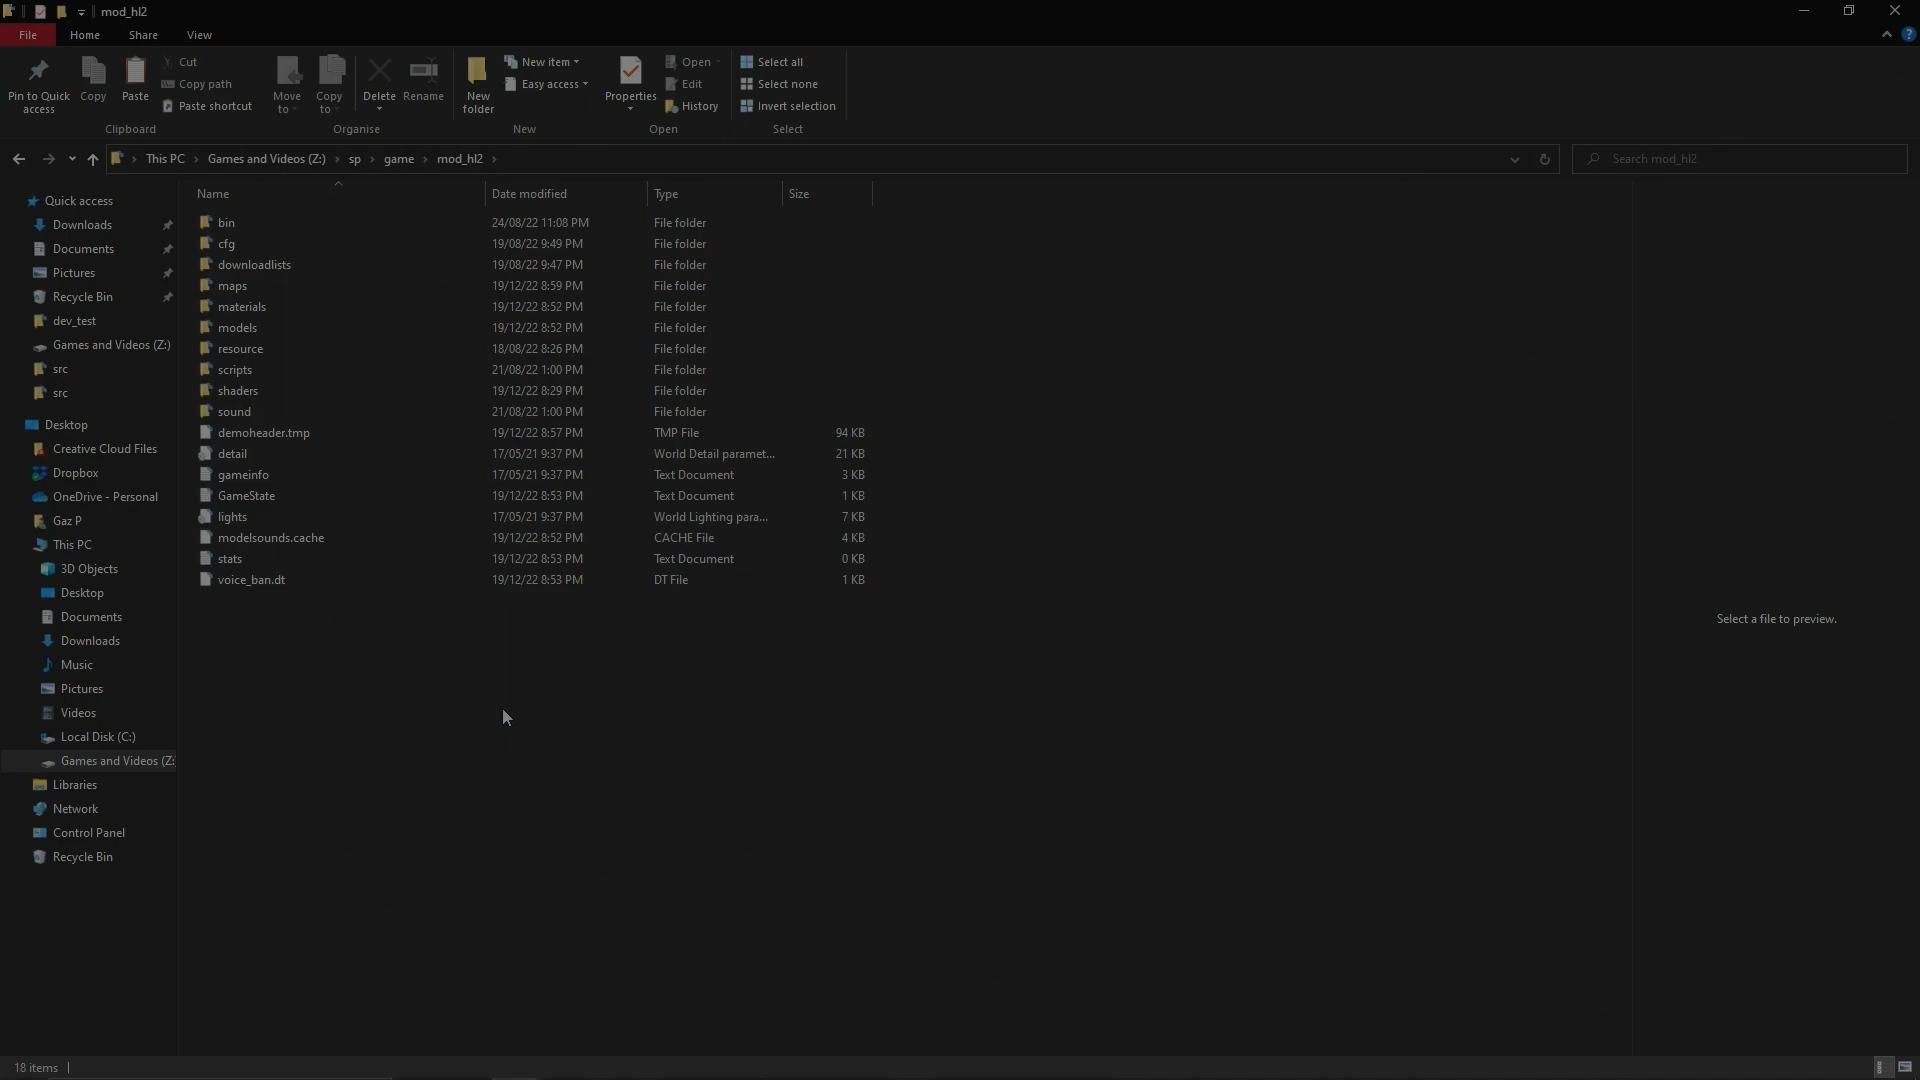 mod_hl2
File Home Share View
Pin to Quick access
Copy
Paste
Cut
Copy path
Paste shortcut
Clipboard
Move to
Copy to
Delete
Rename
Organise
New folder
New item
Easy access
New
Properties
Open
Edit
History
Open
Select all
Select none
Invert selection
Select
This PC Games and Videos (Z:) sp game mod_hl2
Search mod_hl2
Quick access
Downloads
Documents
Pictures
Recycle Bin
dev_test
Games and Videos (Z:)
src
src
Desktop
Creative Cloud Files
Dropbox
OneDrive - Personal
Gaz P
This PC
3D Objects
Desktop
Documents
Downloads
Music
Pictures
Videos
Local Disk (C:)
Games and Videos (Z:
Libraries
Network
Control Panel
Recycle Bin
Name Date modified Type Size
bin 24/08/22 11:08 PM File folder
cfg 19/08/22 9:49 PM File folder
downloadlists 19/08/22 9:47 PM File folder
maps 19/12/22 8:59 PM File folder
materials 19/12/22 8:52 PM File folder
models 19/12/22 8:52 PM File folder
resource 18/08/22 8:26 PM File folder
scripts 21/08/22 1:00 PM File folder
shaders 19/12/22 8:29 PM File folder
sound 21/08/22 1:00 PM File folder
demoheader.tmp 19/12/22 8:57 PM TMP File 94 KB
detail 17/05/21 9:37 PM World Detail paramet... 21 KB
gameinfo 17/05/21 9:37 PM Text Document 3 KB
GameState 19/12/22 8:53 PM Text Document 1 KB
lights 17/05/21 9:37 PM World Lighting para... 7 KB
modelsounds.cache 19/12/22 8:52 PM CACHE File 4 KB
stats 19/12/22 8:53 PM Text Document 0 KB
voice_ban.dt 19/12/22 8:53 PM DT File 1 KB
Select a file to preview.
18 items